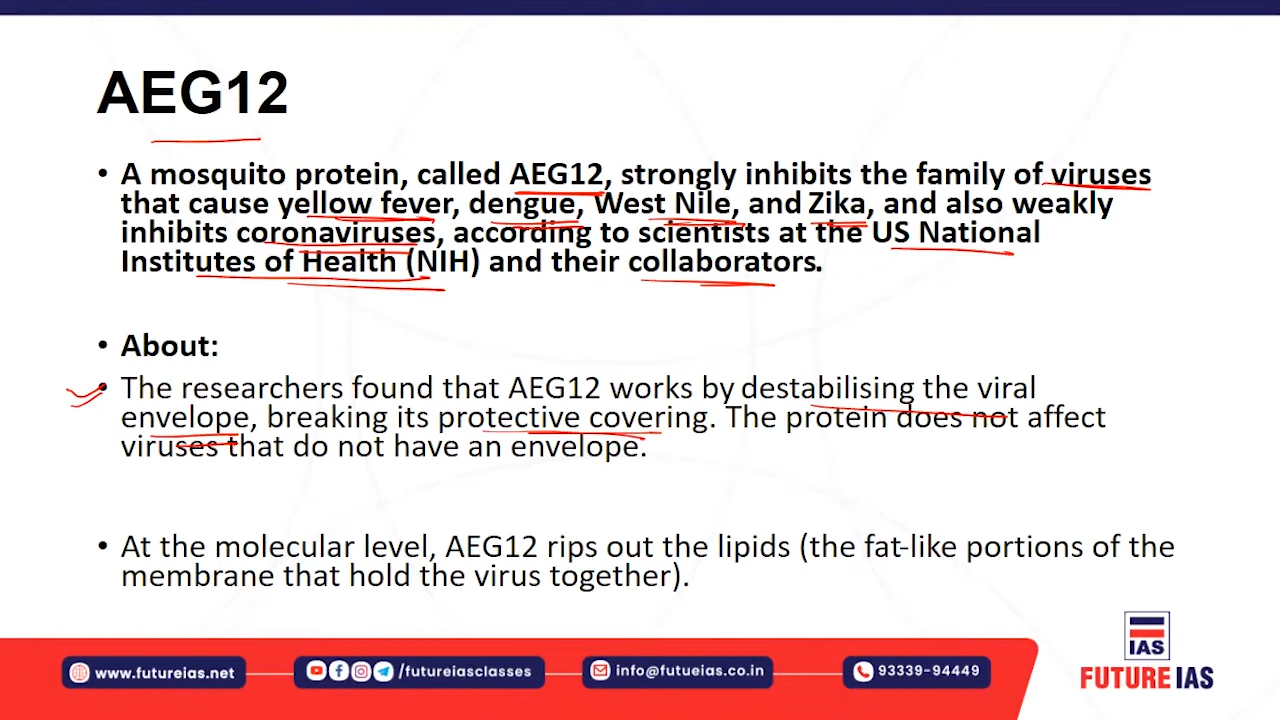 AEG12
• A mosquito protein, called AEG12, strongly inhibits the family of viruses
that cause yellow fever, dengue, West Nile, and Zika, and also weakly
inhibits coronaviruses, according to scientists at the US National
Institutes of Health (NIH) and their collaborators.
• About:
• The researchers found that AEG12 works by destabilising the viral
envelope, breaking its protective covering. The protein does not affect
viruses that do not have an envelope.
• At the molecular level, AEG12 rips out the lipids (the fat-like portions of the
membrane that hold the virus together).
IAS
FUTURE IAS
www.futureias.net
/futureiasclasses
info@futueias.co.in
93339-94449